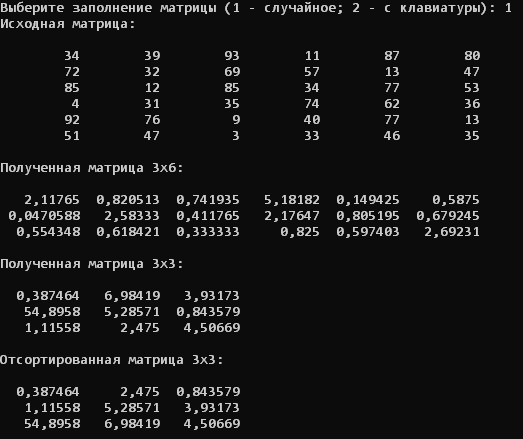 Выберите заполнение матрицы (1 - случайное; 2 - с клавиатуры): 1
Исходная матрица:
34 39 93 11 87 80
72 32 69 57 13 47
85 12 85 34 77 53
4 31 35 74 62 36
92 76 9 40 77 13
51 47 3 33 46 35
Полученная матрица 3х6:
2,11765 0,820513 0,741935 5,18182 0,149425 0,5875
0,0470588 2,58333 0,411765 2,17647 0,805195 0,679245
0,554348 0,618421 0,333333 0,825 0,597403 2,69231
Полученная матрица 3х3:
0,387464 6,98419 3,93173
54,8958 5,28571 0,843579
1,11558 2,475 4,50669
Отсортированная матрица 3х3:
0,387464 2,475 0,843579
1,11558 5,28571 3,93173
54,8958 6,98419 4,50669